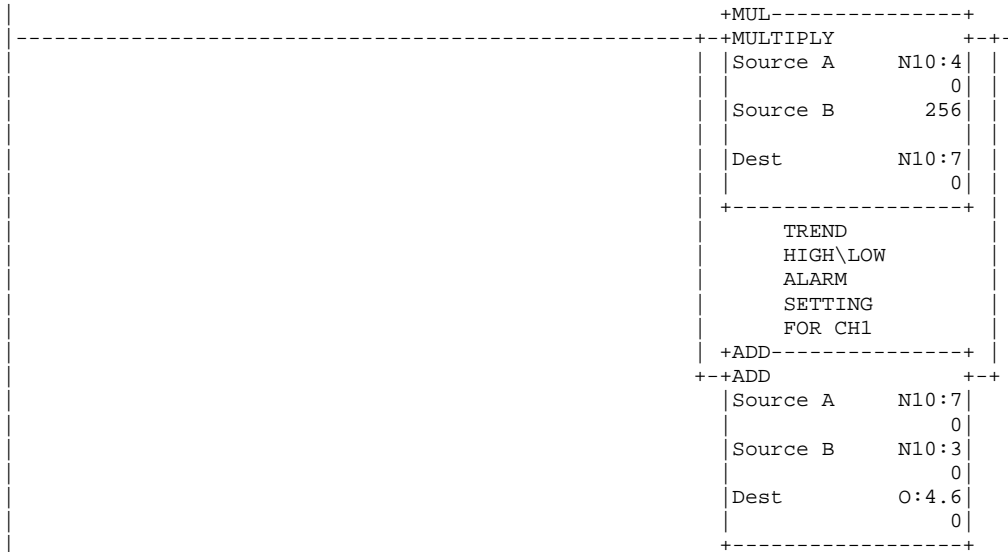 MUL
MULTIPLY
Source A N10:4
0
Source B 256
Dest N10:7
0
TREND
HIGH\LOW
ALARM
SETTING
FOR CH1
ADD
ADD
Source A N10:7
0
Source B N10:3
0
Dest O:4.6
0